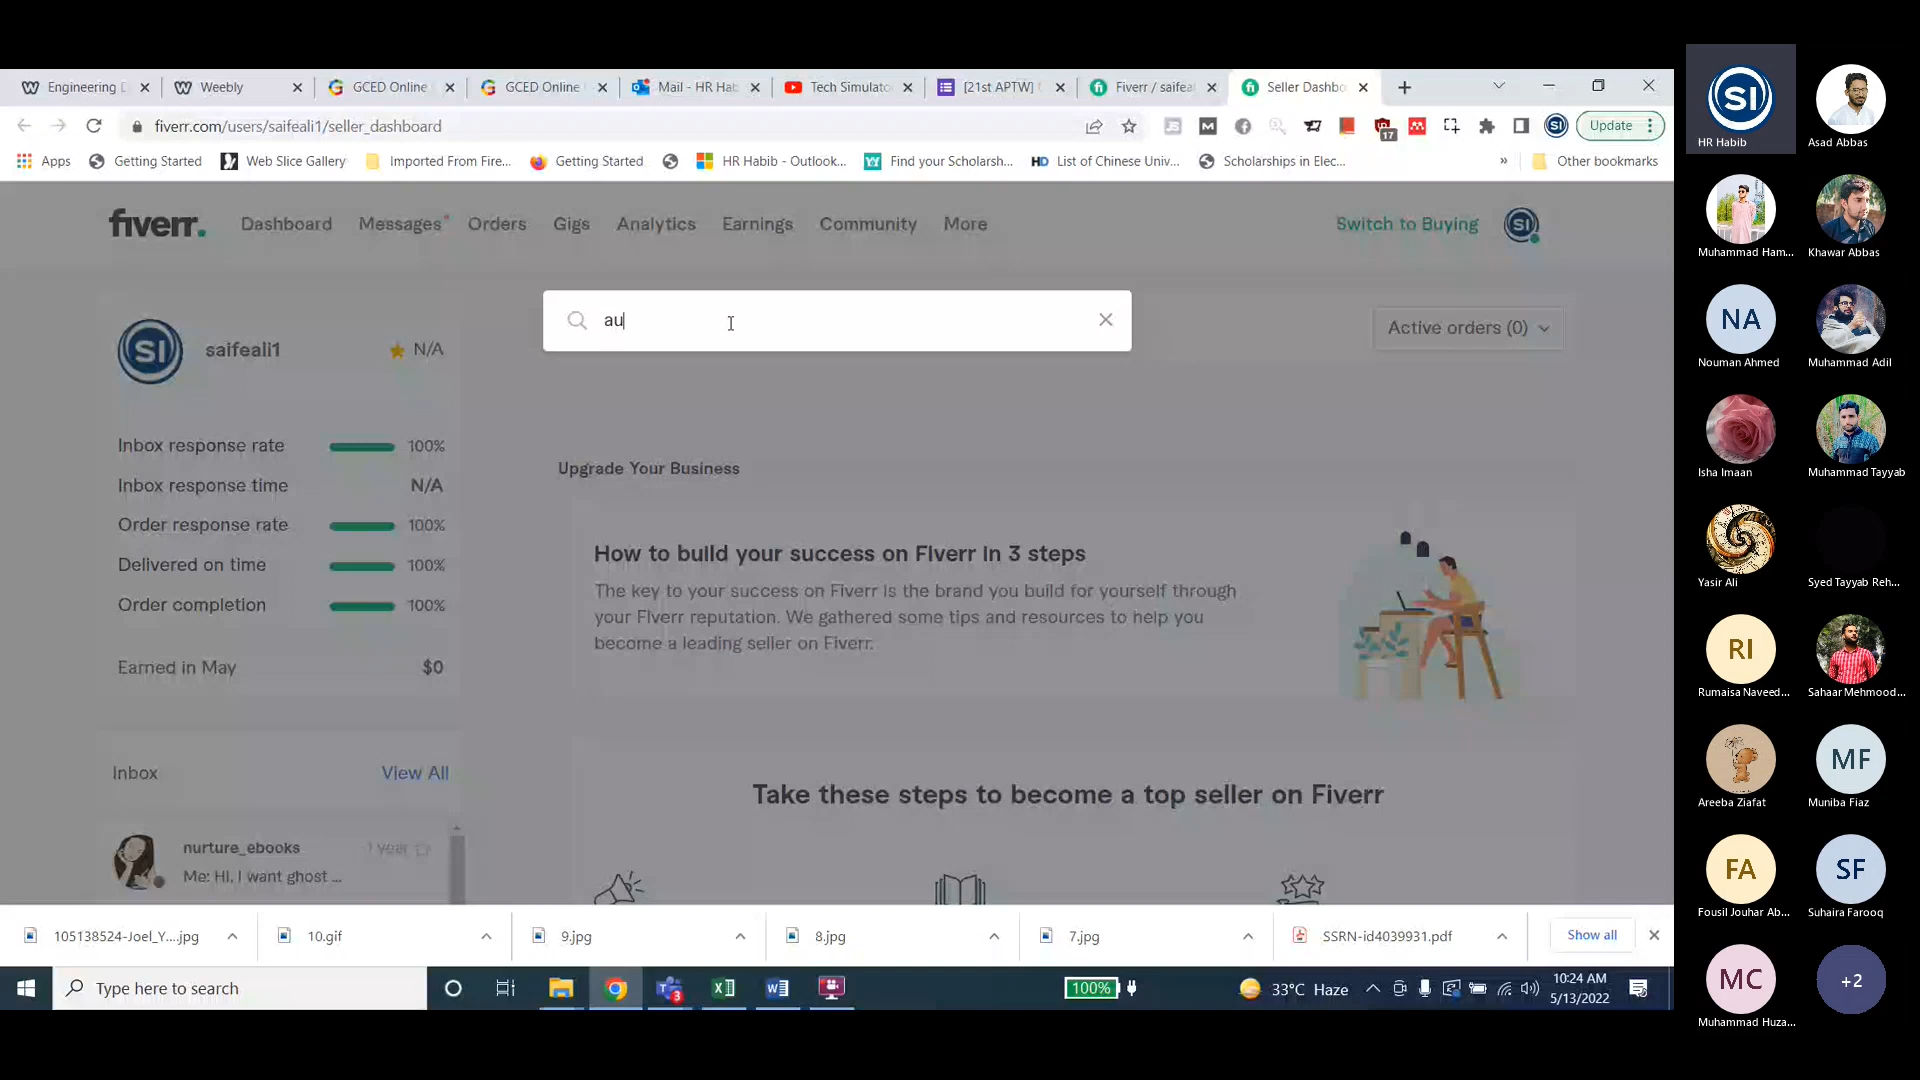 Engineering D
Weebly
GCED Online
GCED Online
Mail - HR Hab
Tech Simulato
[21st APTW]
Fiverr / saifeal
Seller Dashbo
fiverr.com/users/saifeali1/seller_dashboard
17
SI
Update
Apps
Getting Started
Web Slice Gallery
Imported From Fire...
Getting Started
HR Habib - Outlook...
Find your Scholarsh...
HD List of Chinese Univ...
Scholarships in Elec...
»
Other bookmarks
fiverr.
Dashboard
Messages
Orders
Gigs
Analytics
Earnings
Community
More
Switch to Buying
SI
au
Active orders (0)
SI
saifeali1
N/A
Inbox response rate 100%
Inbox response time N/A
Order response rate 100%
Delivered on time 100%
Order completion 100%
Earned in May $0
Upgrade Your Business
How to build your success on Fiverr in 3 steps
The key to your success on Fiverr is the brand you build for yourself through
your Fiverr reputation. We gathered some tips and resources to help you
become a leading seller on Fiverr.
Inbox
View All
Take these steps to become a top seller on Fiverr
nurture_ebooks
1 year
Me: Hi, I want ghost ...
105138524-Joel_Y....jpg
10.gif
9.jpg
8.jpg
7.jpg
SSRN-id4039931.pdf
Show all
Type here to search
3
100%
33°C Haze
10:24 AM
5/13/2022
SI
HR Habib
Asad Abbas
Muhammad Ham...
Khawar Abbas
NA
Nouman Ahmed
Muhammad Adil
Isha Imaan
Muhammad Tayyab
Yasir Ali
Syed Tayyab Reh...
RI
Rumaisa Naveed...
Sahaar Mehmood...
Areeba Ziafat
MF
Muniba Fiaz
FA
Fousil Jouhar Ab...
SF
Suhaira Farooq
MC
Muhammad Huza...
+2